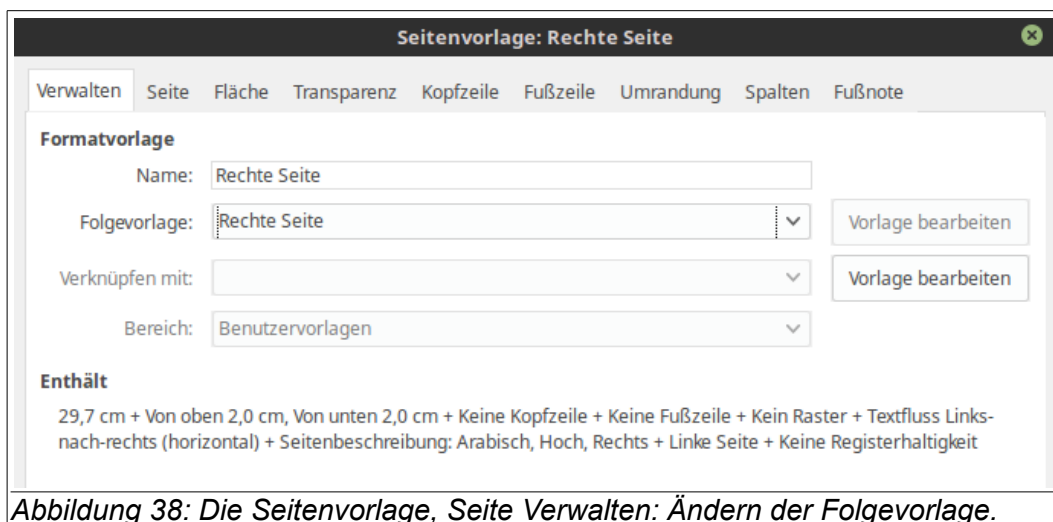 Seitenvorlage: Rechte Seite
Verwalten Seite Fläche Transparenz Kopfzeile Fußzeile Umrandung Spalten Fußnote
Formatvorlage
Name: Rechte Seite
Folgevorlage: Rechte Seite Vorlage bearbeiten
Verknüpfen mit: Vorlage bearbeiten
Bereich: Benutzervorlagen
Enthält
29,7 cm + Von oben 2,0 cm, Von unten 2,0 cm + Keine Kopfzeile + Keine Fußzeile + Kein Raster + Textfluss Links-
nach-rechts (horizontal) + Seitenbeschreibung: Arabisch, Hoch, Rechts + Linke Seite + Keine Registerhaltigkeit
Abbildung 38: Die Seitenvorlage, Seite Verwalten: Ändern der Folgevorlage.